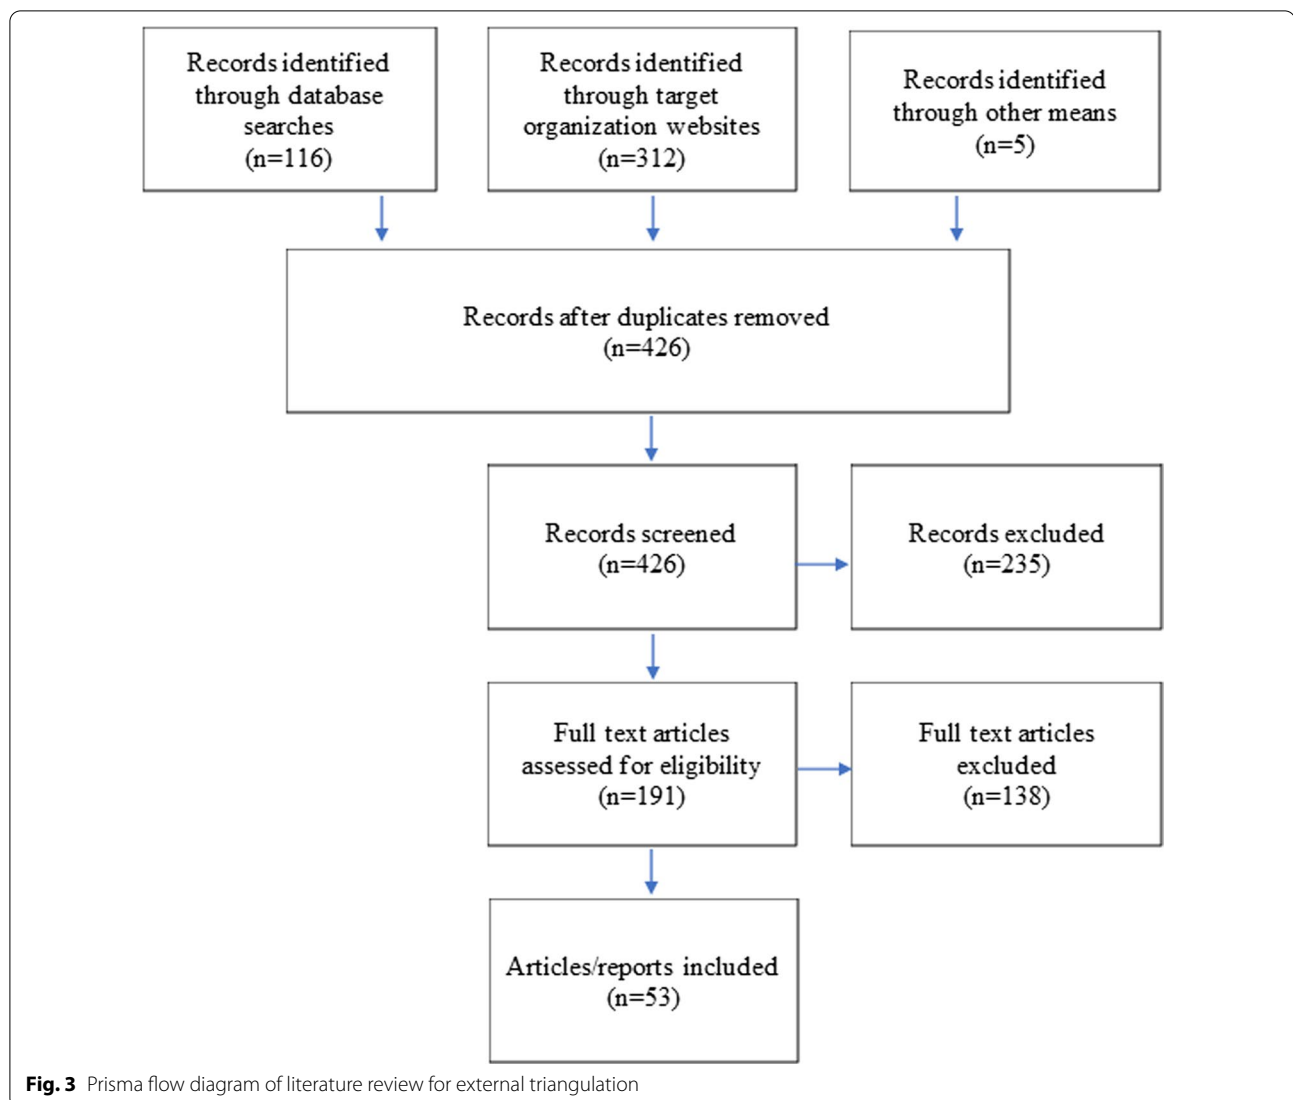 Records identified
through database
searches
(n=116)
Records identified
through target
organization websites
(n=312)
Records identified
through other means
(n=5)
Records after duplicates removed
(n=426)
Records screened
(n=426)
Records excluded
(n=235)
Full text articles
assessed for eligibility
(n=191)
Full text articles
excluded
(n=138)
Articles/reports included
(n=53)
Fig. 3 Prisma flow diagram of literature review for external triangulation